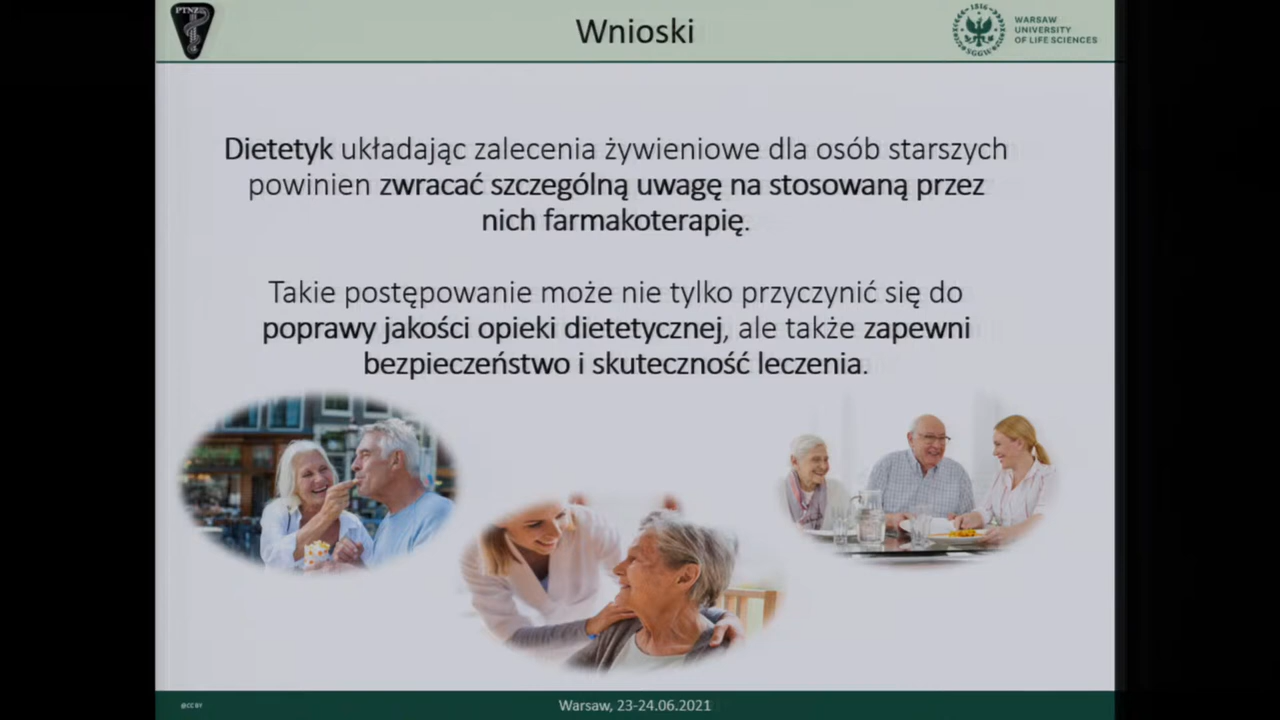 PTNZ
Wnioski
1816
SGGW
WARSAW
UNIVERSITY
OF LIFE SCIENCES
Dietetyk układając zalecenia żywieniowe dla osób starszych
powinien zwracać szczególną uwagę na stosowaną przez
nich farmakoterapię.
Takie postępowanie może nie tylko przyczynić się do
poprawy jakości opieki dietetycznej, ale także zapewni
bezpieczeństwo i skuteczność leczenia.
@CC BY
Warsaw, 23-24.06.2021